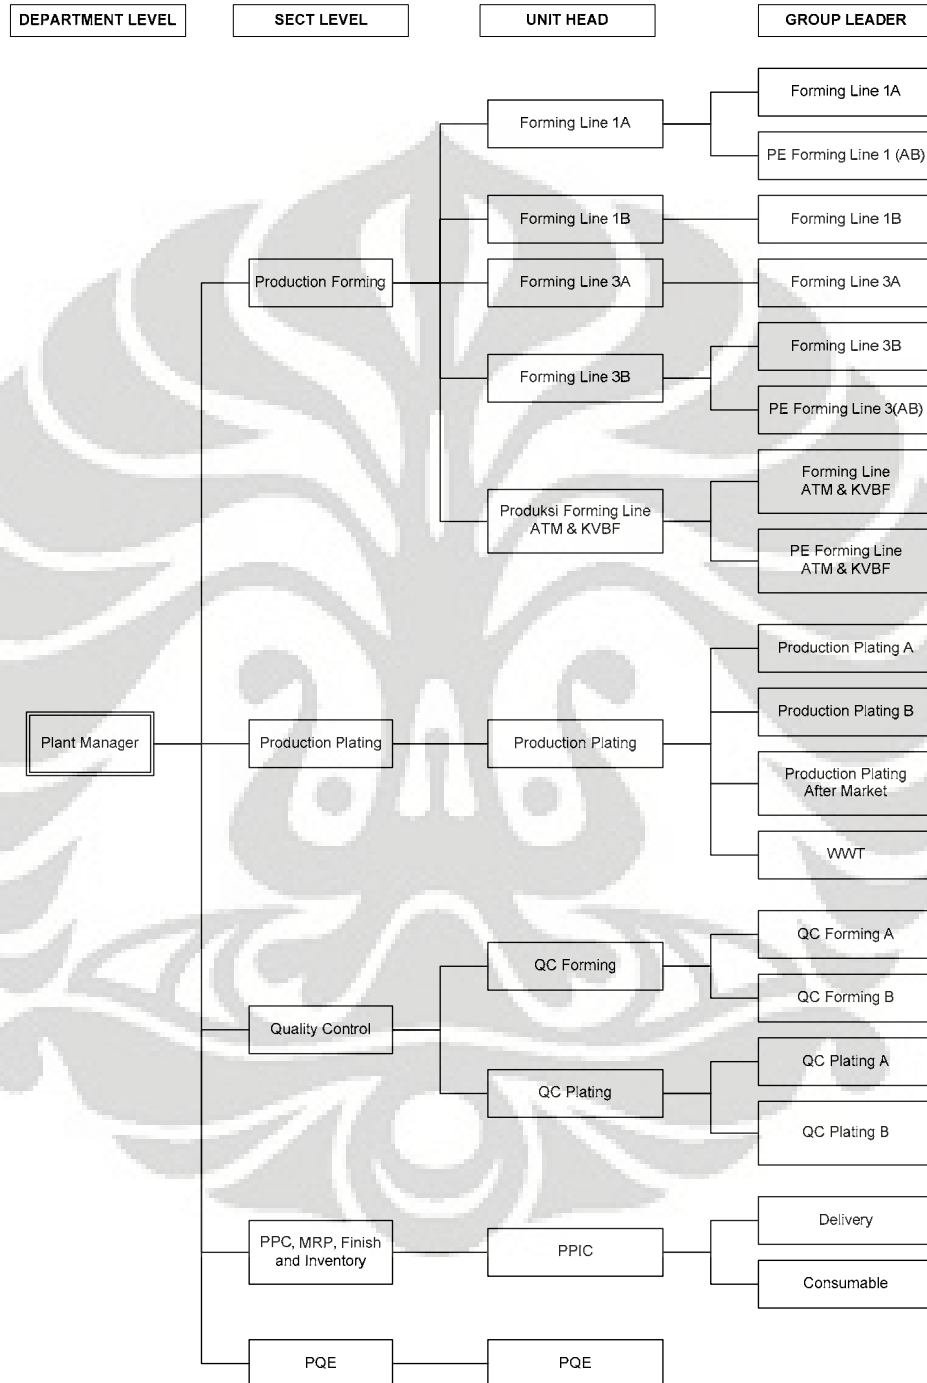 DEPARTMENT LEVEL
SECT LEVEL
UNIT HEAD
GROUP LEADER
Forming Line 1A
Forming Line 1A
PE Forming Line 1 (AB)
Forming Line 1B
Forming Line 1B
Production Forming
Forming Line 3A
Forming Line 3A
Forming Line 3B
Forming Line 3B
PE Forming Line 3(AB)
Produksi Forming Line
ATM & KVBF
Forming Line
ATM & KVBF
PE Forming Line
ATM & KVBF
Plant Manager
Production Plating
Production Plating
Production Plating A
Production Plating B
Production Plating
After Market
WWT
Quality Control
QC Forming
QC Forming A
QC Forming B
QC Plating
QC Plating A
QC Plating B
PPC, MRP, Finish
and Inventory
PPIC
Delivery
Consumable
PQE
PQE